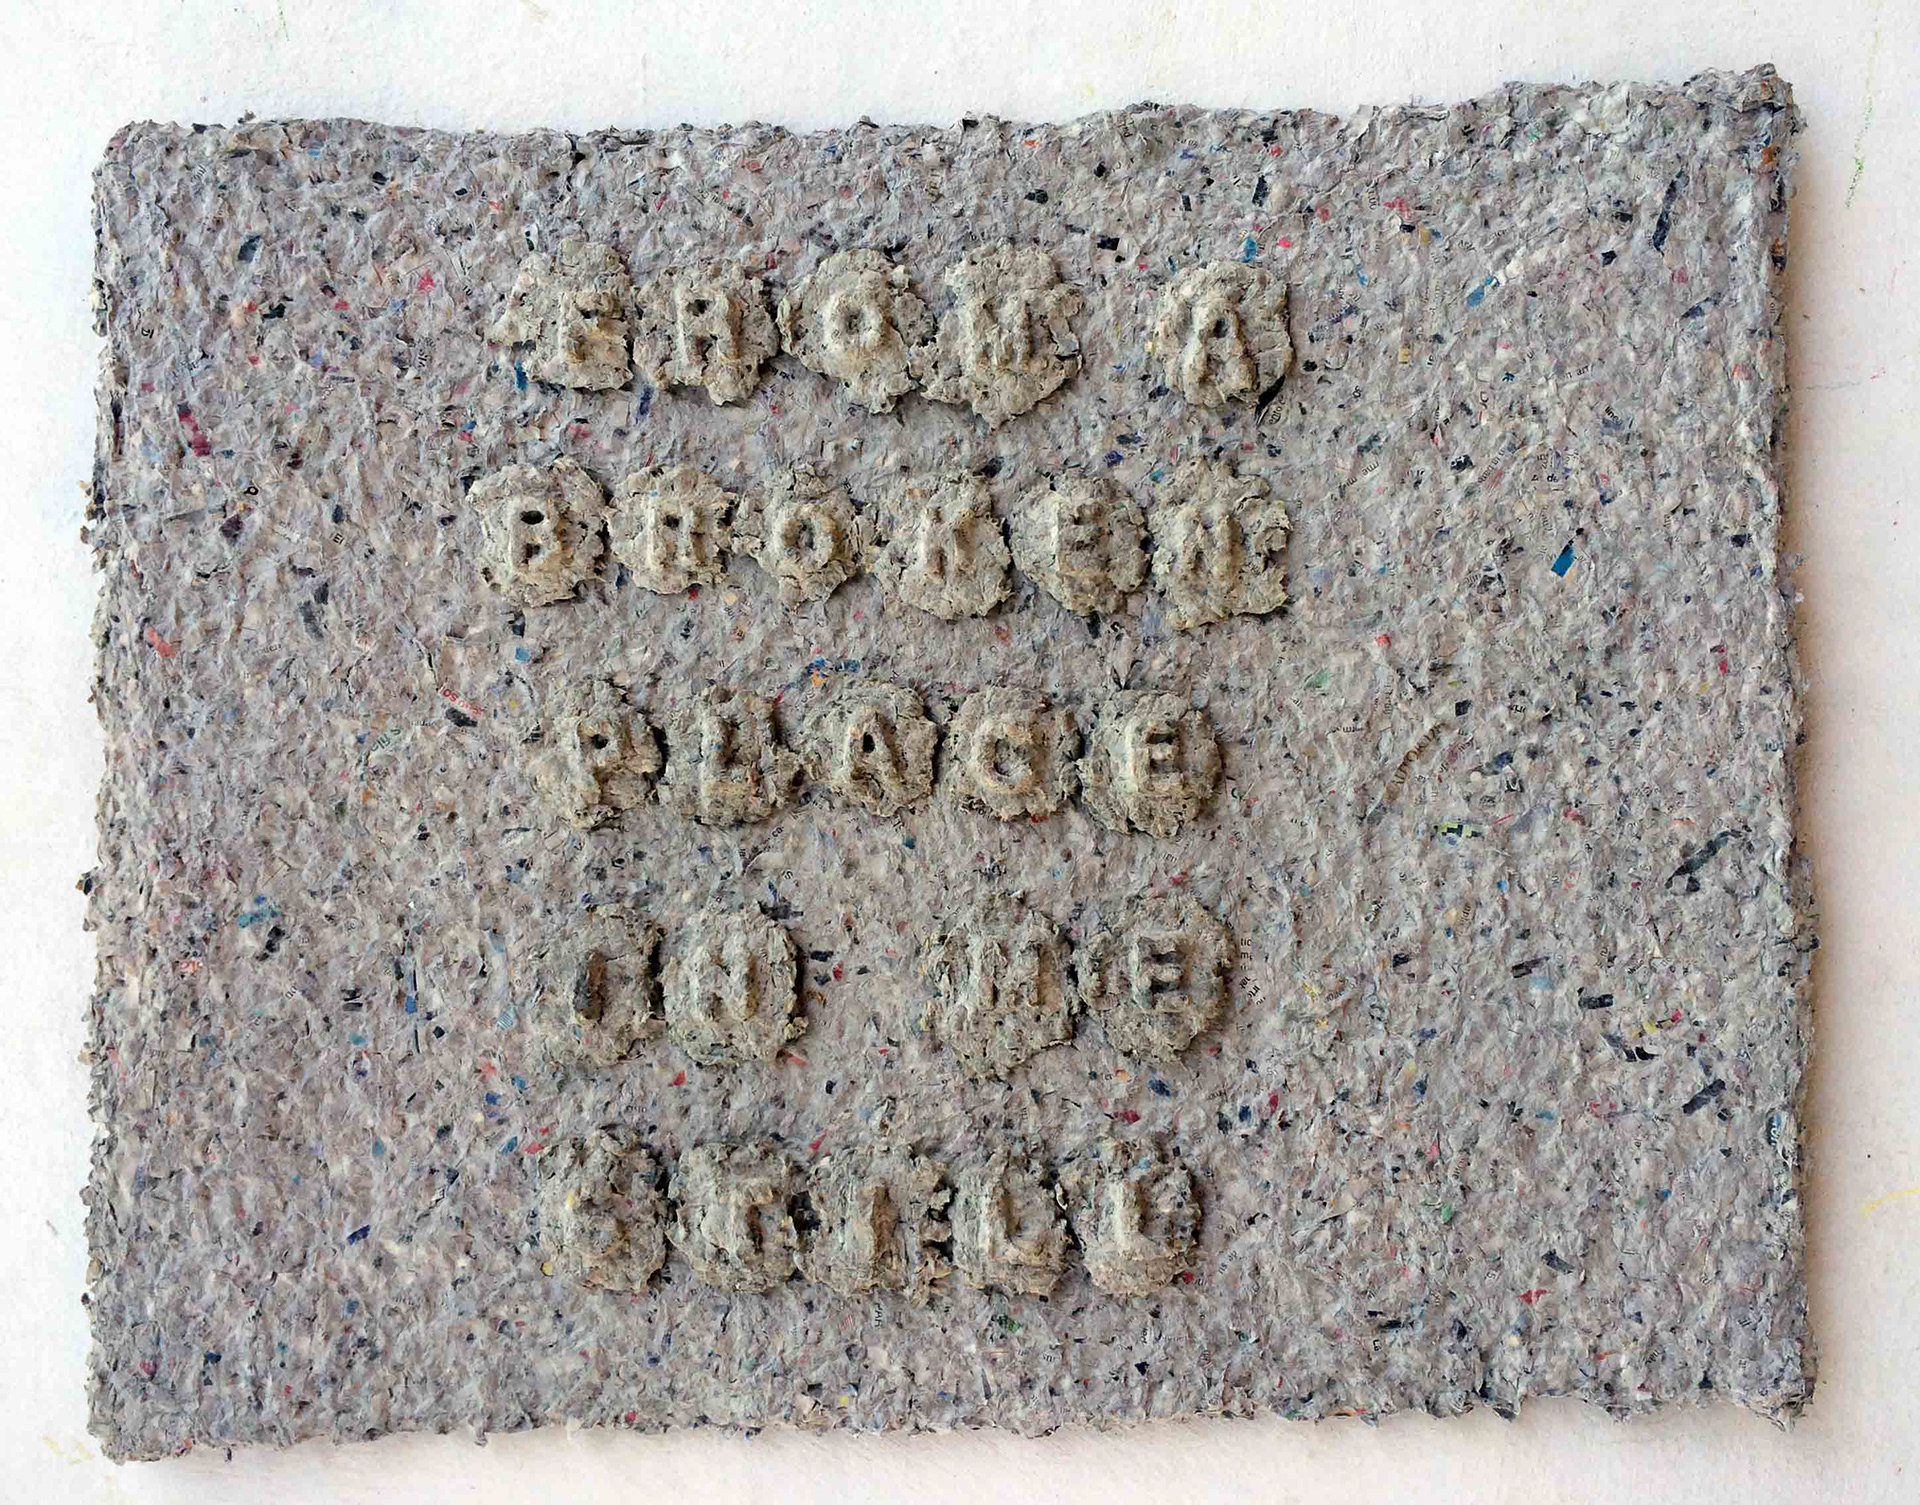 FROM A
BROKEN
PLACE
IN ME
STILL